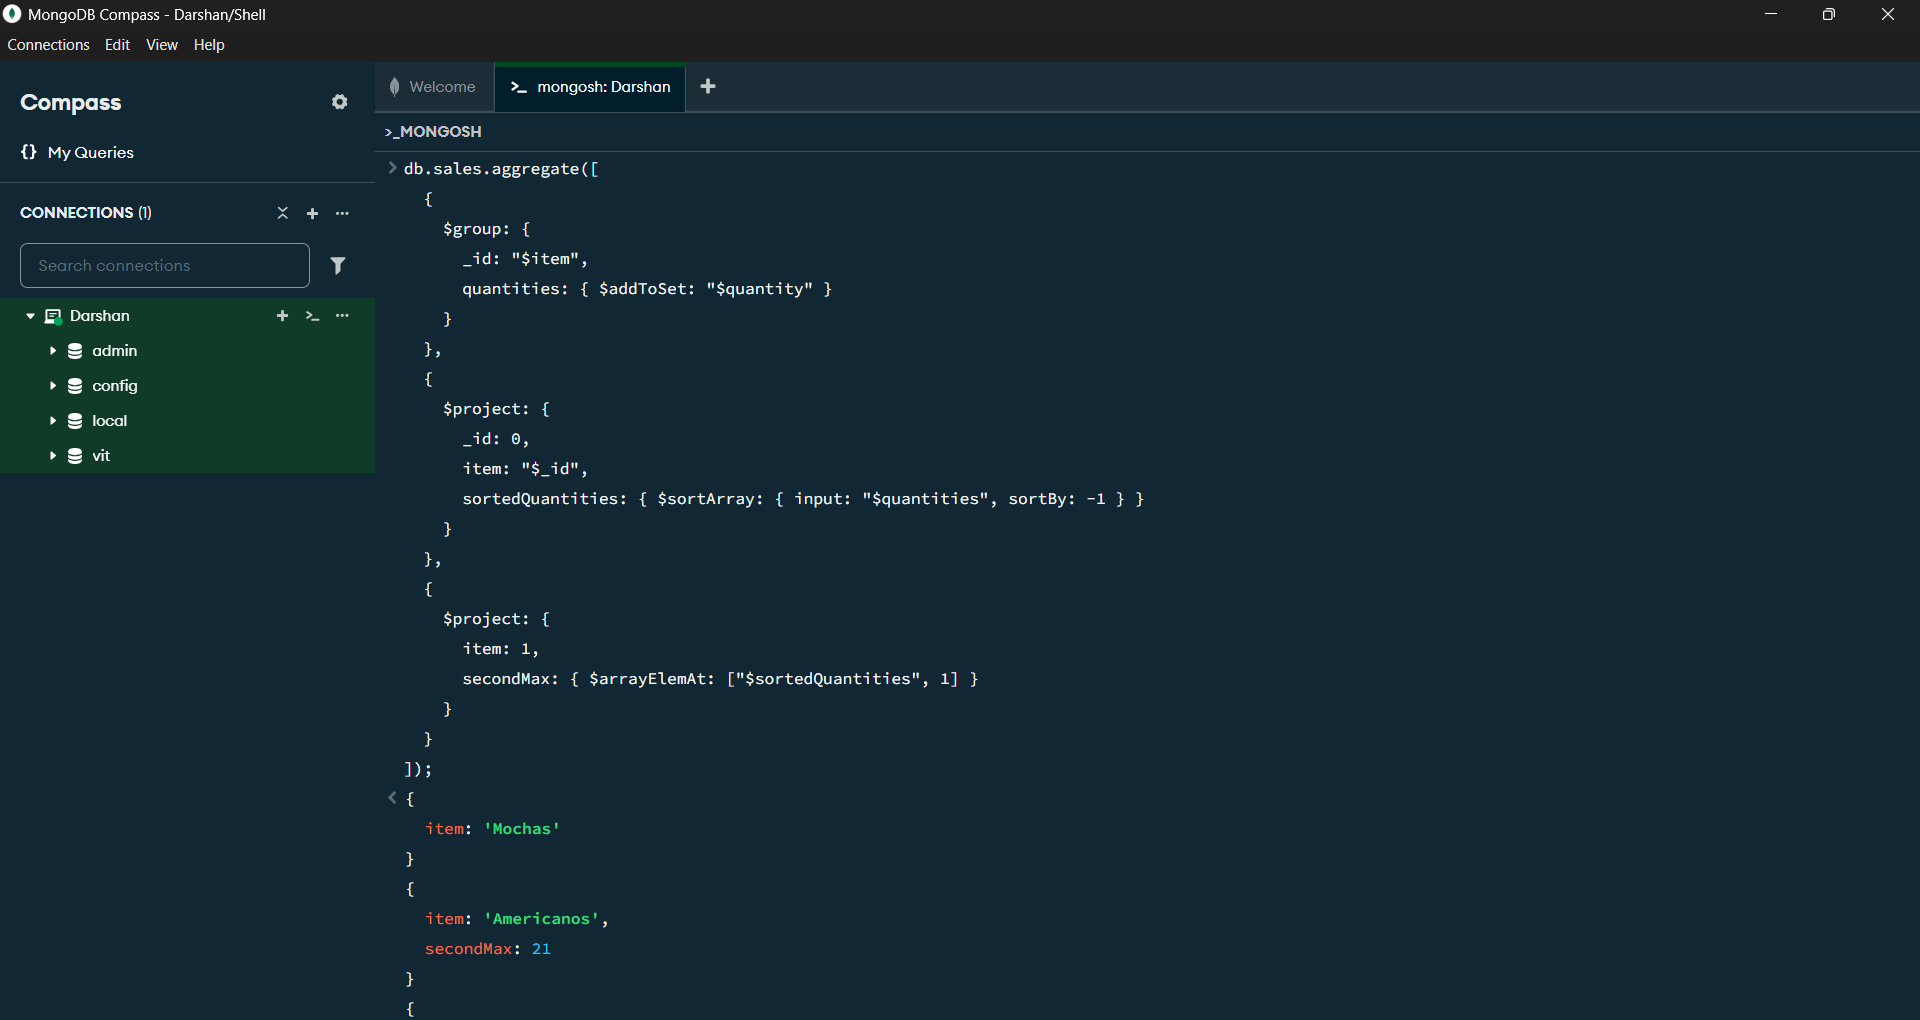 MongoDB Compass - Darshan/Shell
Connections Edit View Help
Compass
My Queries
CONNECTIONS (1)
Search connections
Darshan
admin
config
local
vit
Welcome
>_ mongosh: Darshan
>_MONGOSH
> db.sales.aggregate([
{
$group: {
_id: "$item",
quantities: { $addToSet: "$quantity" }
}
},
{
$project: {
_id: 0,
item: "$_id",
sortedQuantities: { $sortArray: { input: "$quantities", sortBy: -1 } }
}
},
{
$project: {
item: 1,
secondMax: { $arrayElemAt: ["$sortedQuantities", 1] }
}
}
]);
< {
item: 'Mochas'
}
{
item: 'Americanos',
secondMax: 21
}
{